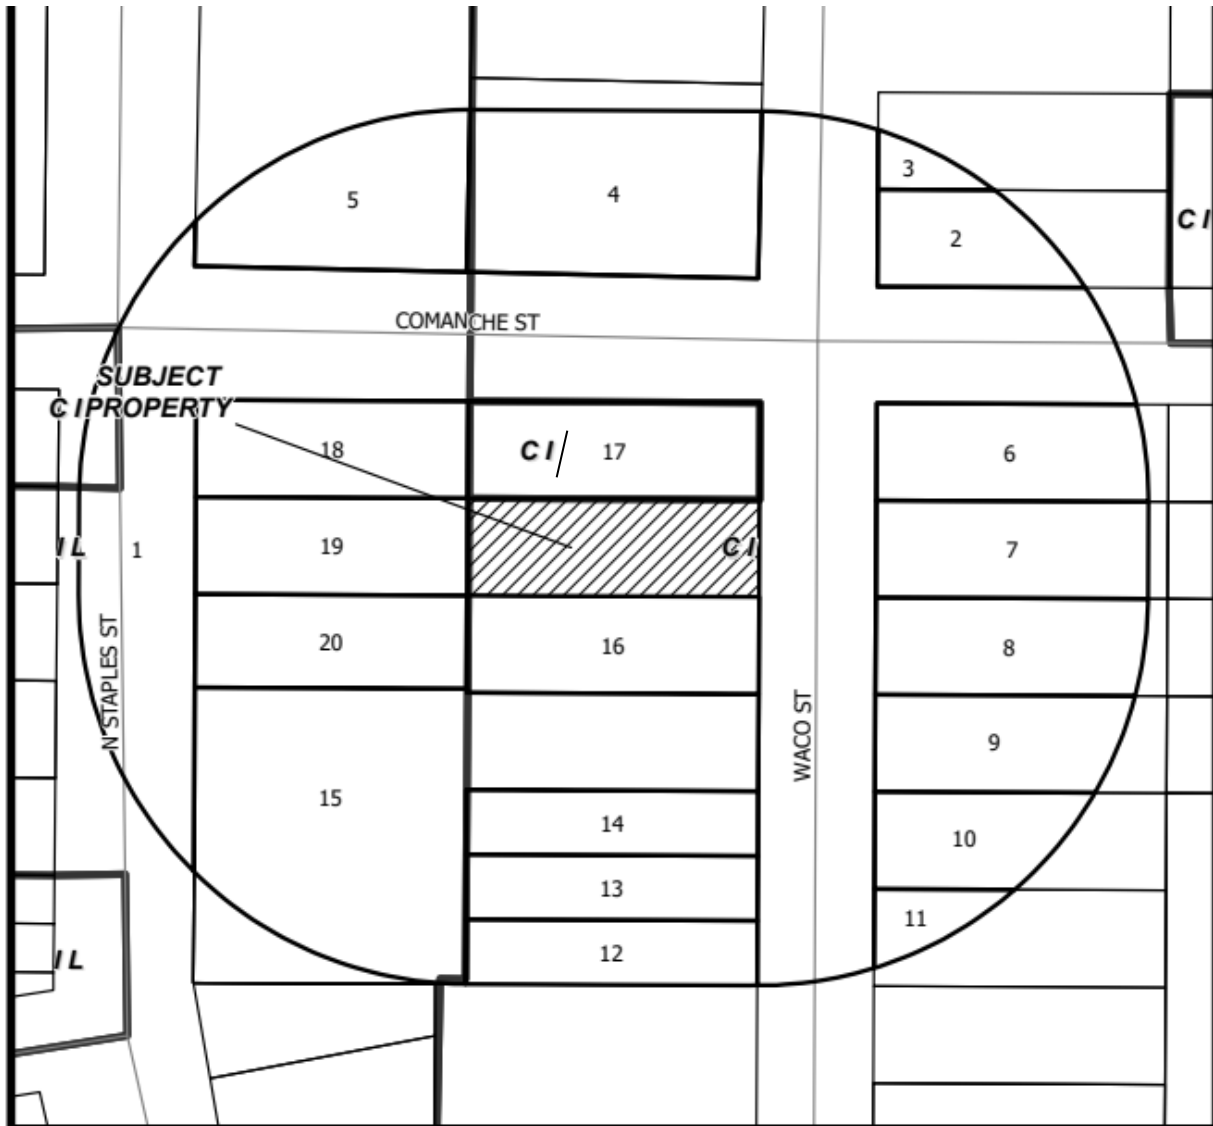 3
5
4
2
C I
COMANCHE ST
SUBJECT
C I PROPERTY
18
C I /
17
6
19
C I
7
I L
1
20
16
8
N STAPLES ST
WACO ST
9
15
14
10
13
11
12
I L